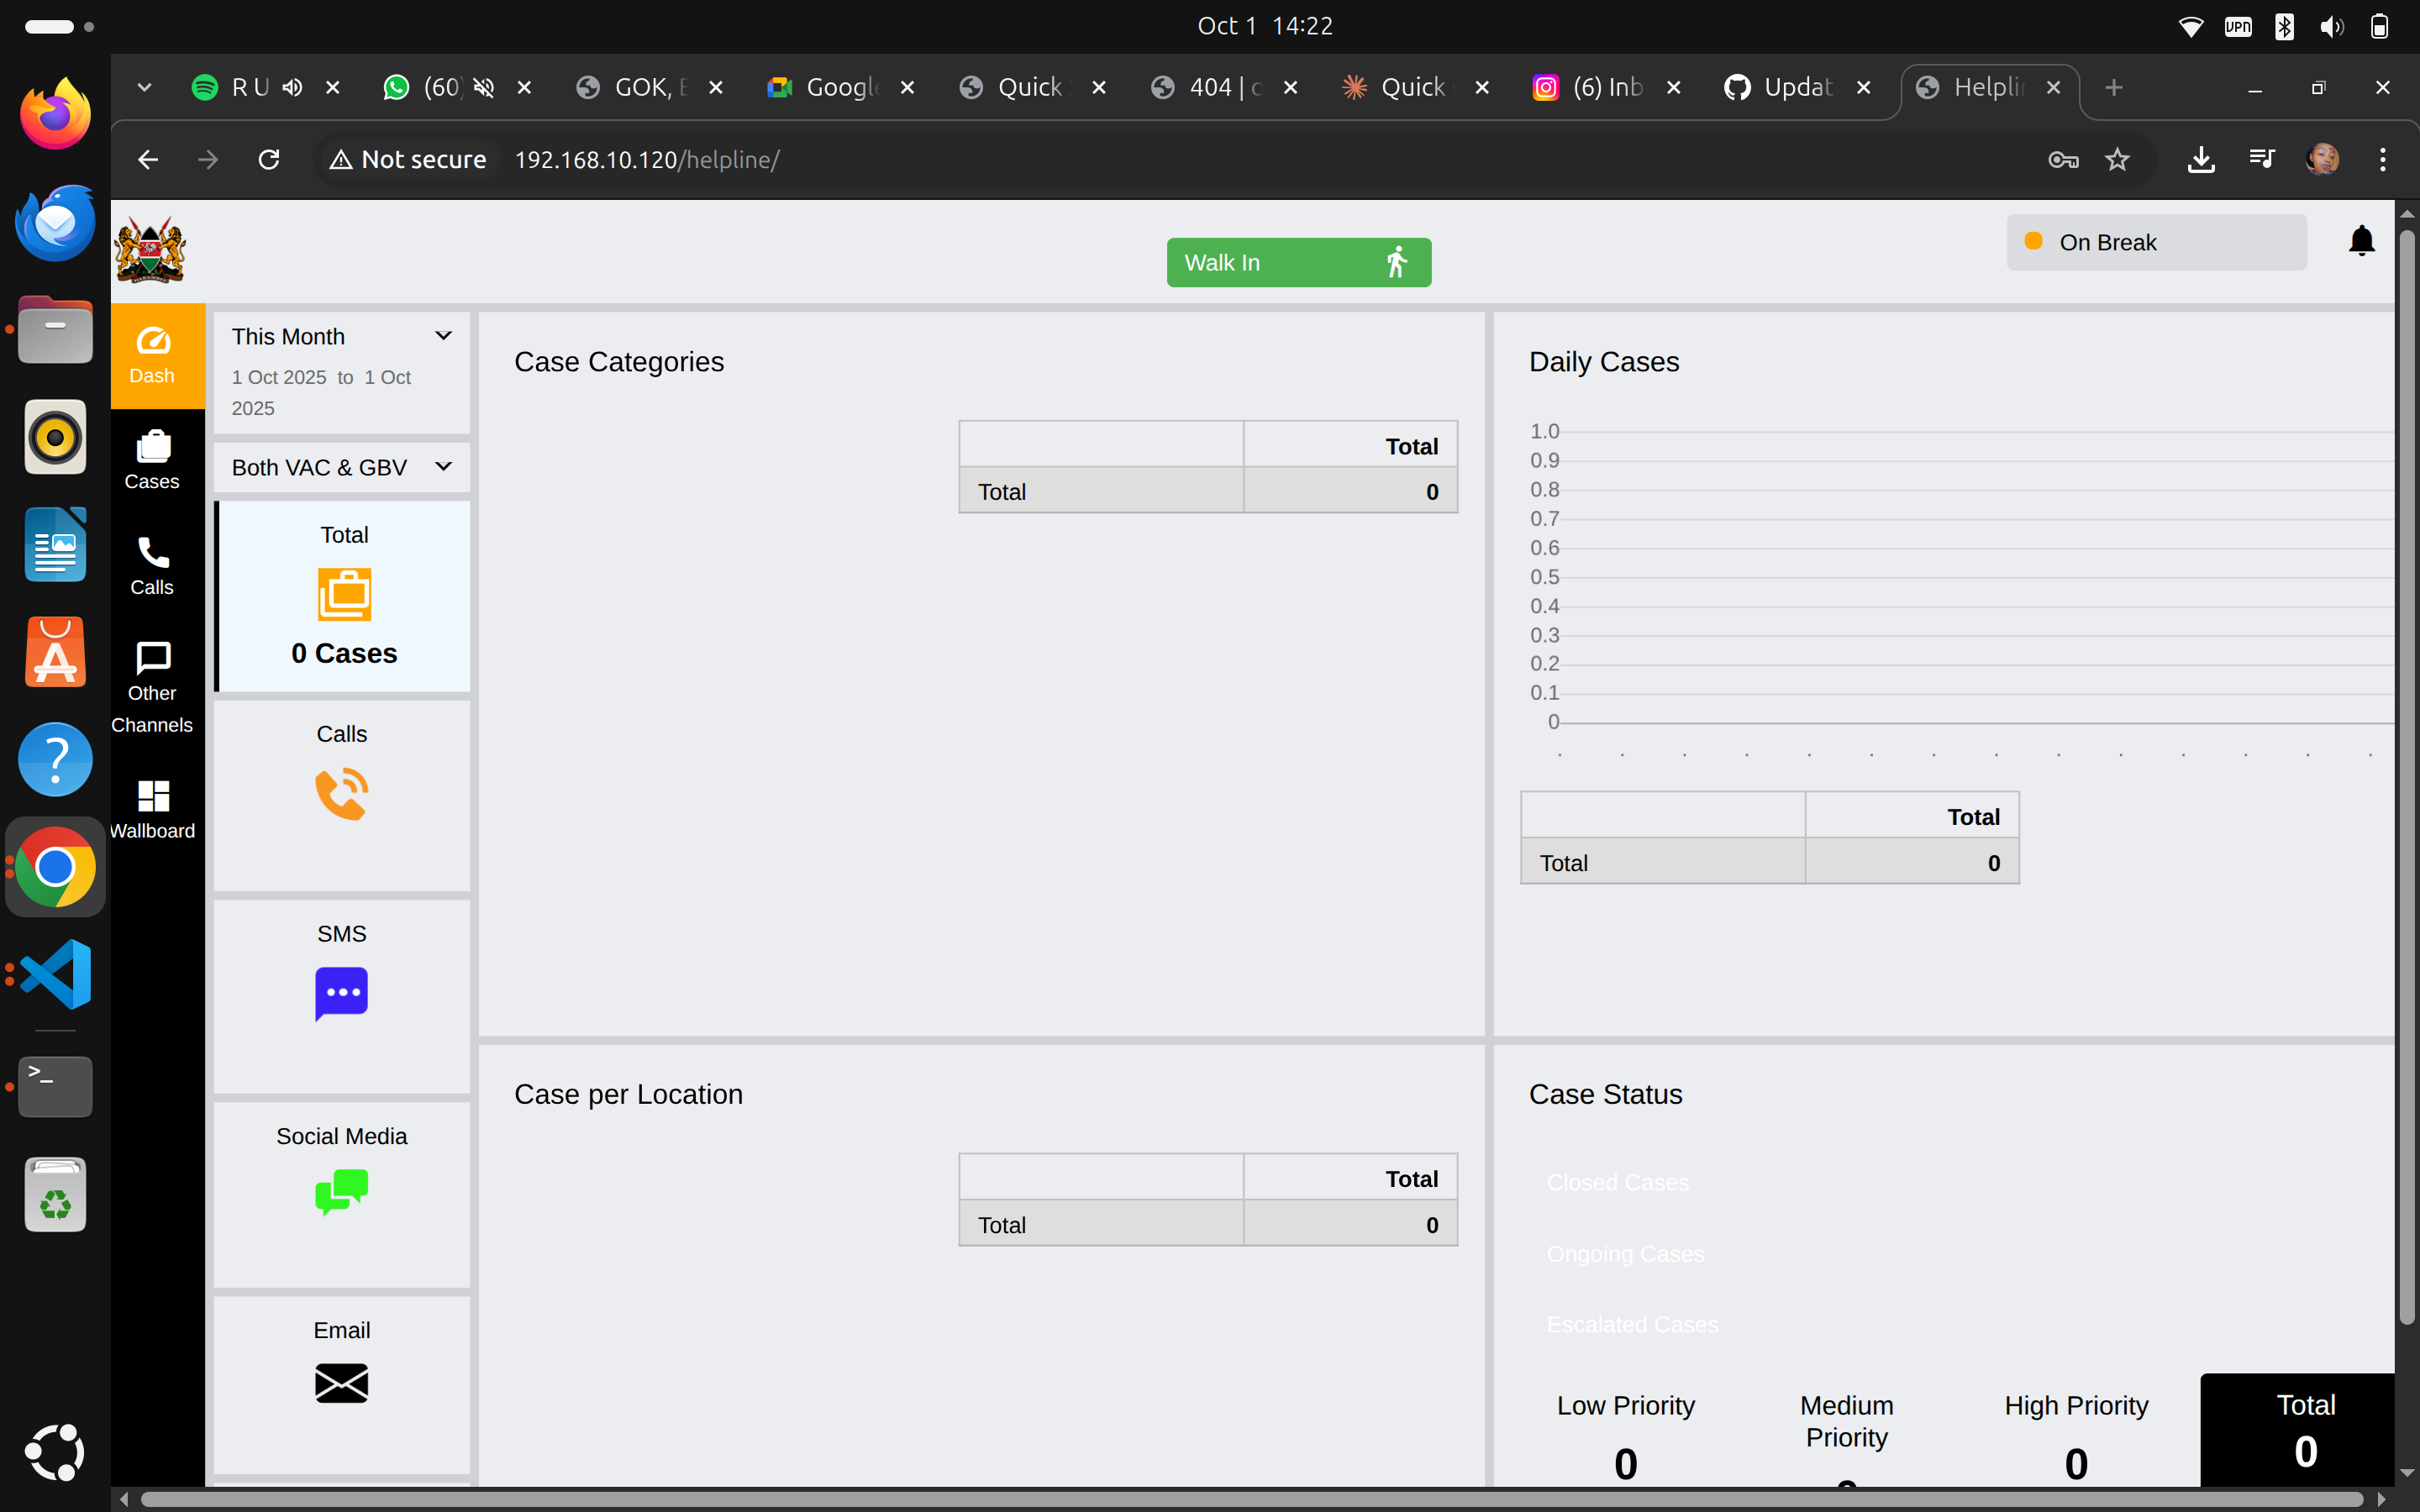 Oct 1 14:22
VPN
R U
(60)
GOK, E
Google
Quick
404 | o
Quick
(6) Inb
Updat
Helplin
Not secure
192.168.10.120/helpline/
Walk In
On Break
Dash
Cases
Calls
Other
Channels
Wallboard
This Month
1 Oct 2025 to 1 Oct
2025
Both VAC & GBV
Total
0 Cases
Calls
SMS
Social Media
Email
Case Categories
Total
Total 0
Daily Cases
1.0
0.9
0.8
0.7
0.6
0.5
0.4
0.3
0.2
0.1
0
Total
Total 0
Case per Location
Total
Total 0
Case Status
Closed Cases
Ongoing Cases
Escalated Cases
Low Priority
0
Medium
Priority
High Priority
0
Total
0